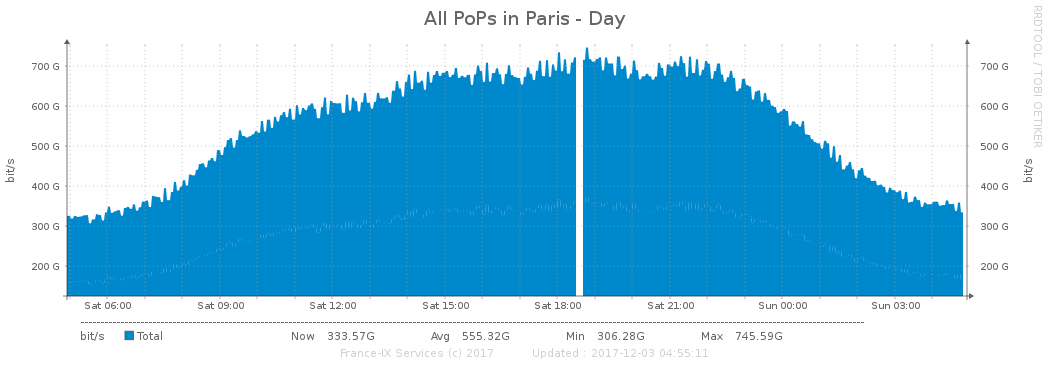 All PoPs in Paris - Day
RRDTOOL / TOBI OETIKER
bit/s
bit/s
700 G 700 G
600 G 600 G
500 G 500 G
400 G 400 G
300 G 300 G
200 G 200 G
Sat 06:00 Sat 09:00 Sat 12:00 Sat 15:00 Sat 18:00 Sat 21:00 Sun 00:00 Sun 03:00
bit/s Total Now 333.57G Avg 555.32G Min 306.28G Max 745.59G
France-IX Services (c) 2017 Updated : 2017-12-03 04:55:11